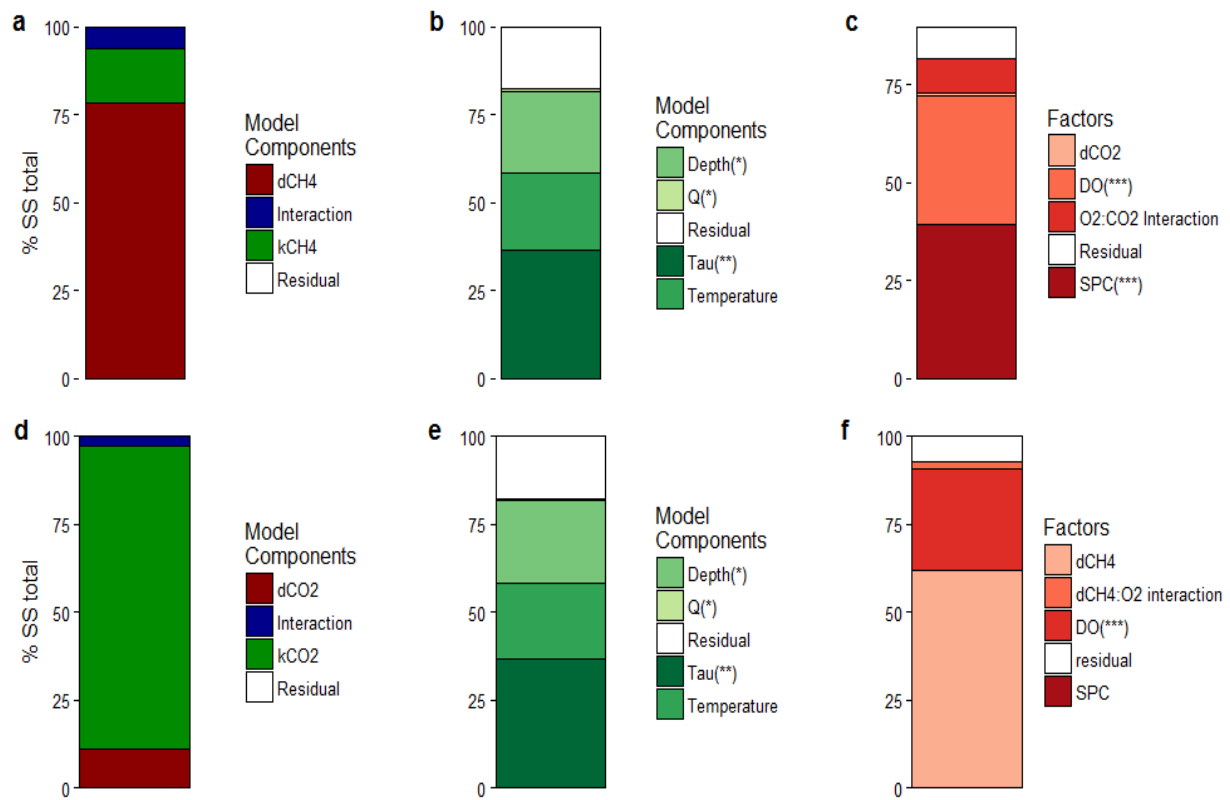 a
100
75
50
25
0
% SS total
Model
Components
dCH4
Interaction
kCH4
Residual
b
100
75
50
25
0
Model
Components
Depth(*)
Q(*)
Residual
Tau(**)
Temperature
c
75
50
25
0
Factors
dCO2
DO(***)
O2:CO2 Interaction
Residual
SPC(***)
d
100
75
50
25
0
% SS total
Model
Components
dCO2
Interaction
kCO2
Residual
e
100
75
50
25
0
Model
Components
Depth(*)
Q(*)
Residual
Tau(**)
Temperature
f
100
75
50
25
0
Factors
dCH4
dCH4:O2 interaction
DO(***)
residual
SPC